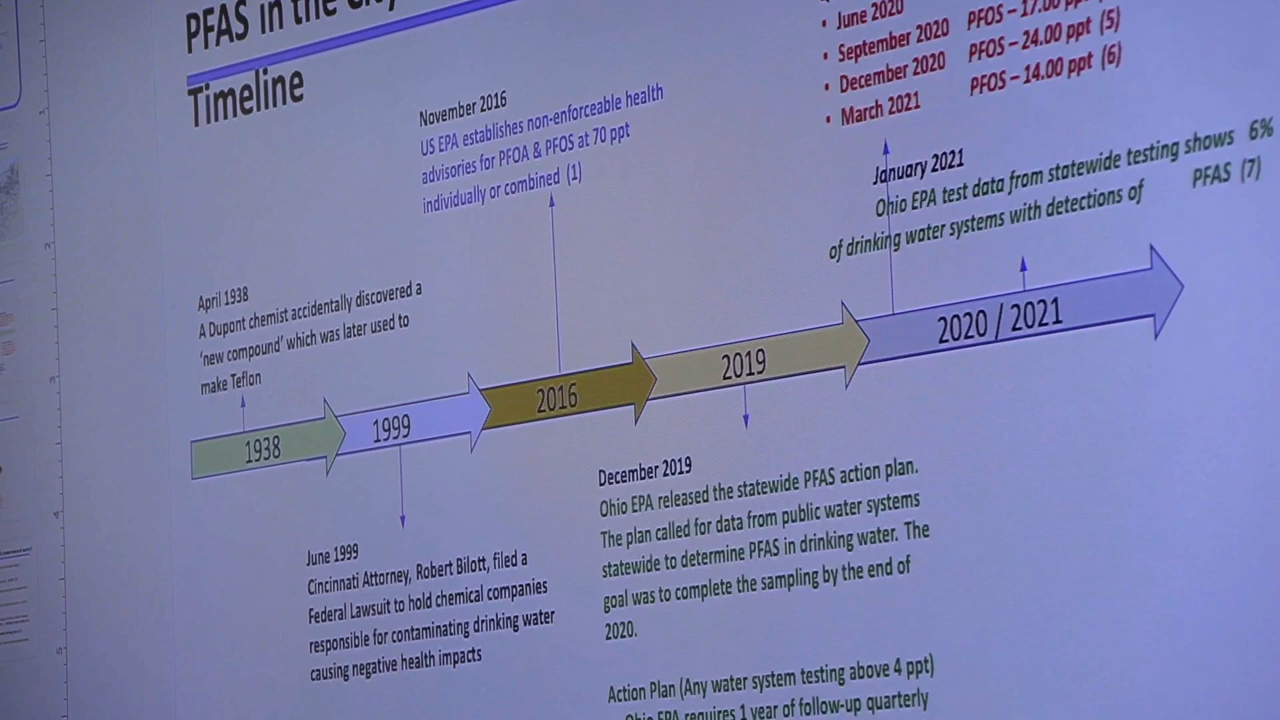 PFAS in the City
Timeline
June 2020 PFOS – 17.00 ppt
September 2020 PFOS – 24.00 ppt (5)
December 2020 PFOS – 14.00 ppt (6)
March 2021
November 2016
US EPA establishes non-enforceable health
advisories for PFOA & PFOS at 70 ppt
individually or combined (1)
January 2021
Ohio EPA test data from statewide testing shows 6%
of drinking water systems with detections of PFAS (7)
April 1938
A Dupont chemist accidentally discovered a
‘new compound’ which was later used to
make Teflon
1938
1999
2016
2019
2020 / 2021
June 1999
Cincinnati Attorney, Robert Bilott, filed a
Federal Lawsuit to hold chemical companies
responsible for contaminating drinking water
causing negative health impacts
December 2019
Ohio EPA released the statewide PFAS action plan.
The plan called for data from public water systems
statewide to determine PFAS in drinking water. The
goal was to complete the sampling by the end of
2020.
Action Plan (Any water system testing above 4 ppt)
Ohio EPA requires 1 year of follow-up quarterly